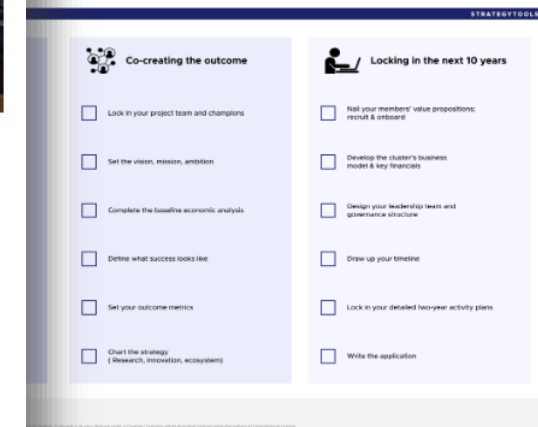 STRATEGYTOOLS
Co-creating the outcome
Lock in your project team and champions
Set the vision, mission, ambition
Complete the baseline economic analysis
Define what success looks like
Set your outcome metrics
Chart the strategy
( Research, innovation, ecosystem)
Locking in the next 10 years
Nail your members' value propositions;
recruit & onboard
Develop the cluster's business
model & key financials
Design your leadership team and
governance structure
Draw up your timeline
Lock in your detailed two-year activity plans
Write the application